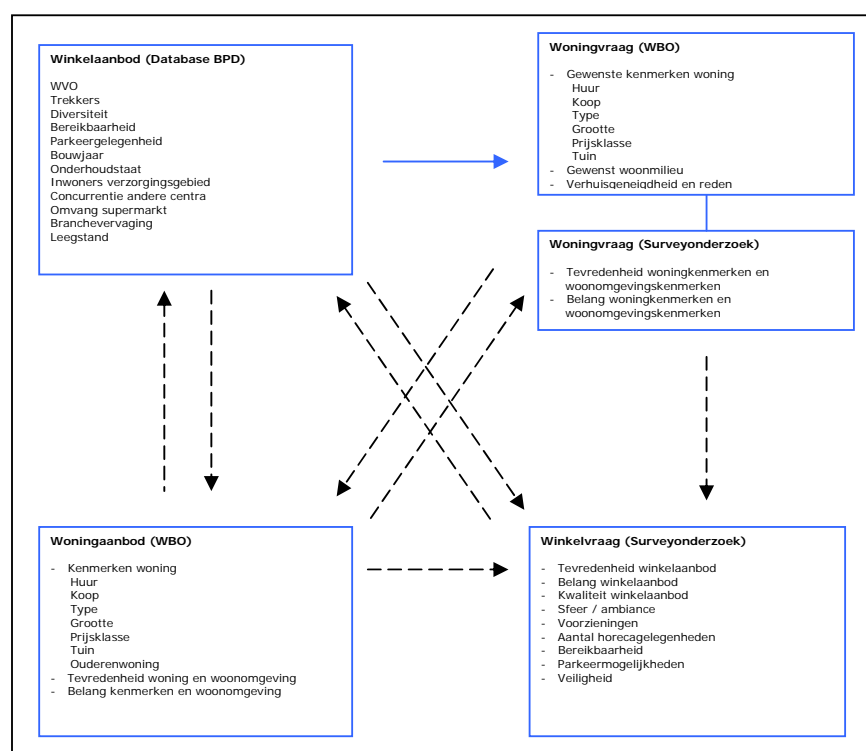 Winkelaanbod (Database BPD)
WVO
Trekkers
Diversiteit
Bereikbaarheid
Parkeergelegenheid
Bouwjaar
Onderhoudstaat
Inwoners verzorgingsgebied
Concurrentie andere centra
Omvang supermarkt
Branchevervaging
Leegstand
Woningvraag (WBO)
- Gewenste kenmerken woning
Huur
Koop
Type
Grootte
Prijsklasse
Tuin
- Gewenst woonmilieu
- Verhuisgeneigdheid en reden
Woningvraag (Surveyonderzoek)
- Tevredenheid woningkenmerken en
woonomgevingskenmerken
- Belang woningkenmerken en
woonomgevingskenmerken
Woningaanbod (WBO)
- Kenmerken woning
Huur
Koop
Type
Grootte
Prijsklasse
Tuin
Ouderenwoning
- Tevredenheid woning en woonomgeving
- Belang kenmerken en woonomgeving
Winkelvraag (Surveyonderzoek)
- Tevredenheid winkelaanbod
- Belang winkelaanbod
- Kwaliteit winkelaanbod
- Sfeer / ambiance
- Voorzieningen
- Aantal horecagelegenheden
- Bereikbaarheid
- Parkeermogelijkheden
- Veiligheid